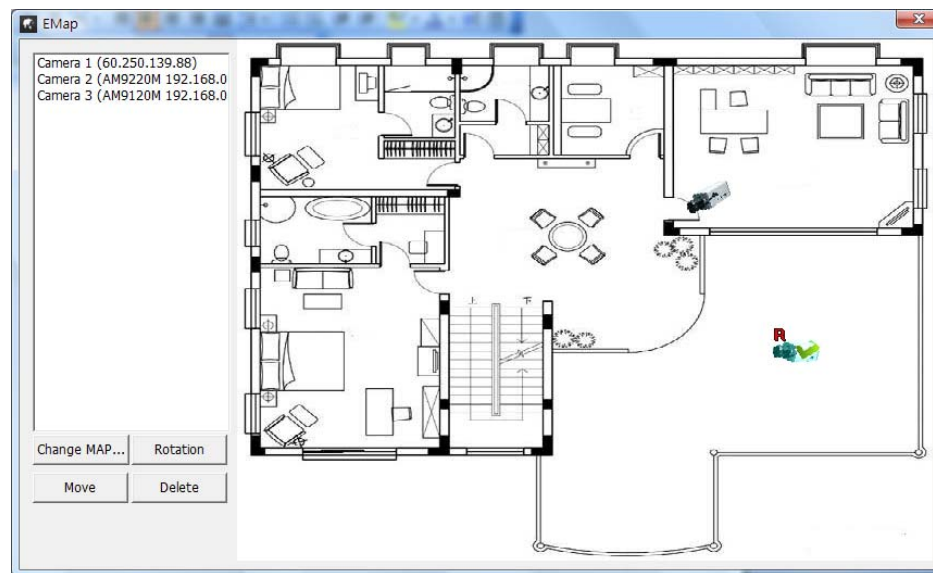 EMap
Camera 1 (60.250.139.88)
Camera 2 (AM9220M 192.168.0
Camera 3 (AM9120M 192.168.0
Change MAP...
Rotation
Move
Delete
上
下
R